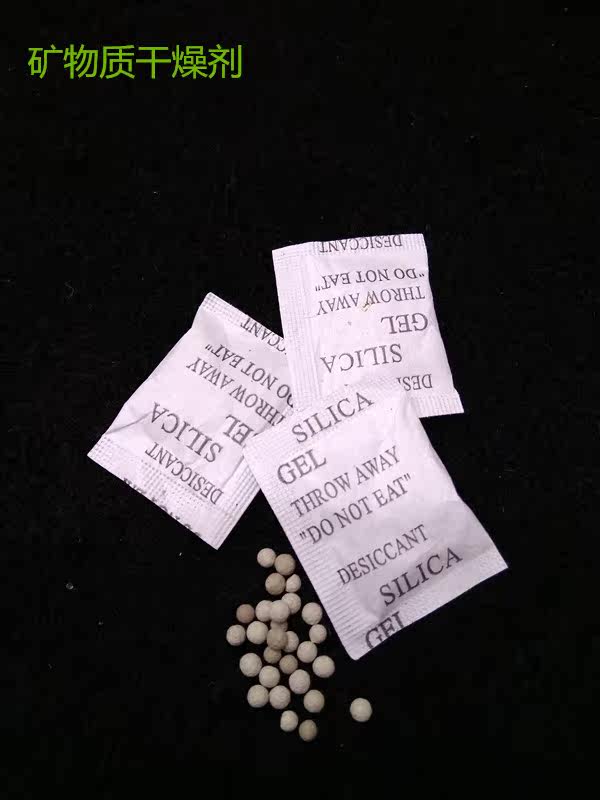 矿物质干燥剂
DESICCANT
"DO NOT EAT"
THROW AWAY
GEL
SILICA
DESICCANT
"DO NOT EAT"
THROW AWAY
GEL
SILICA
DESICCANT
SILICA
GEL
THROW AWAY
"DO NOT EAT"
DESICCANT
SILICA
GEL